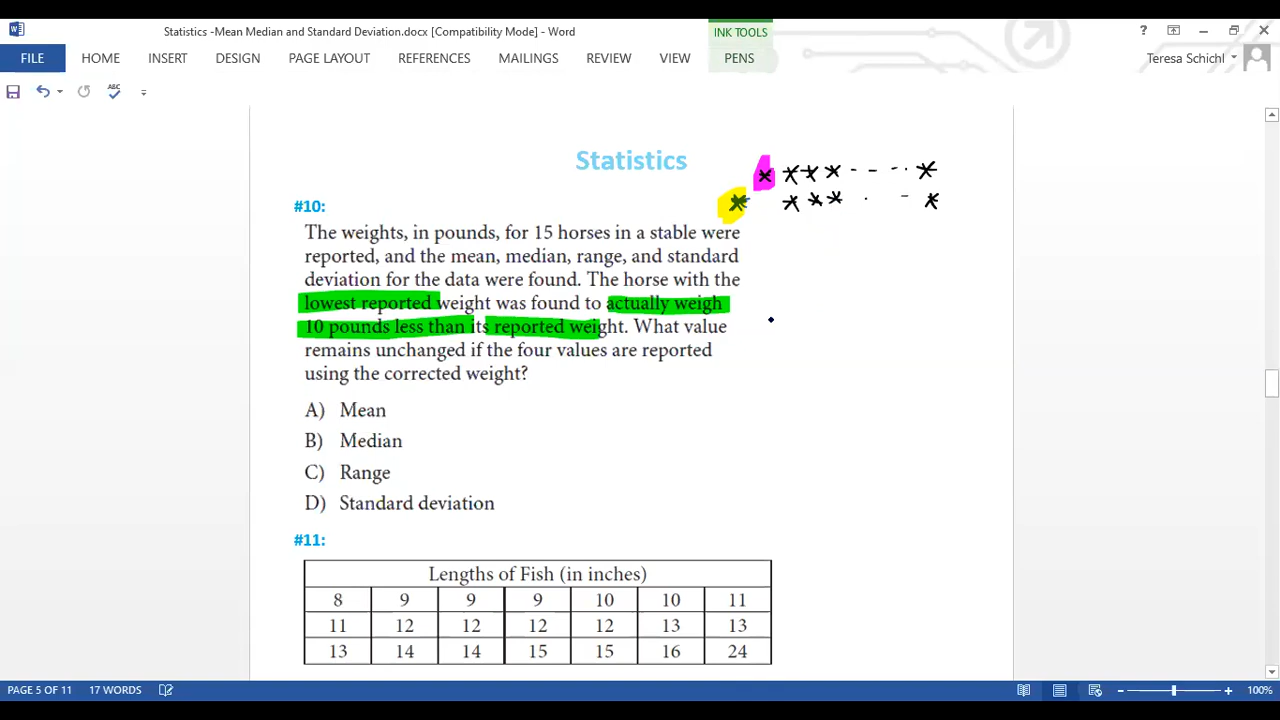 Statistics -Mean Median and Standard Deviation.docx [Compatibility Mode] - Word
INK TOOLS
?
FILE HOME INSERT DESIGN PAGE LAYOUT REFERENCES MAILINGS REVIEW VIEW PENS Teresa Schichl
ABC
Statistics
#10:
The weights, in pounds, for 15 horses in a stable were
reported, and the mean, median, range, and standard
deviation for the data were found. The horse with the
lowest reported weight was found to actually weigh
10 pounds less than its reported weight. What value
remains unchanged if the four values are reported
using the corrected weight?
A) Mean
B) Median
C) Range
D) Standard deviation
#11:
Lengths of Fish (in inches)
8 9 9 9 10 10 11
11 12 12 12 12 13 13
13 14 14 15 15 16 24
PAGE 5 OF 11 17 WORDS 100%